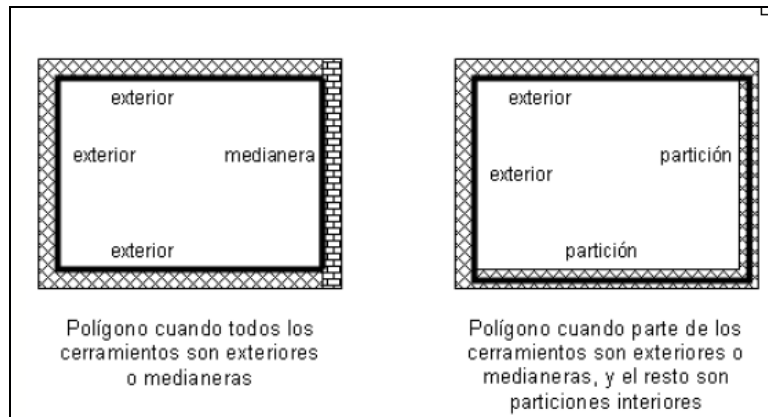 exterior
exterior
medianera
exterior
Polígono cuando todos los
cerramientos son exteriores
o medianeras
exterior
partición
exterior
partición
Polígono cuando parte de los
cerramientos son exteriores o
medianeras, y el resto son
particiones interiores